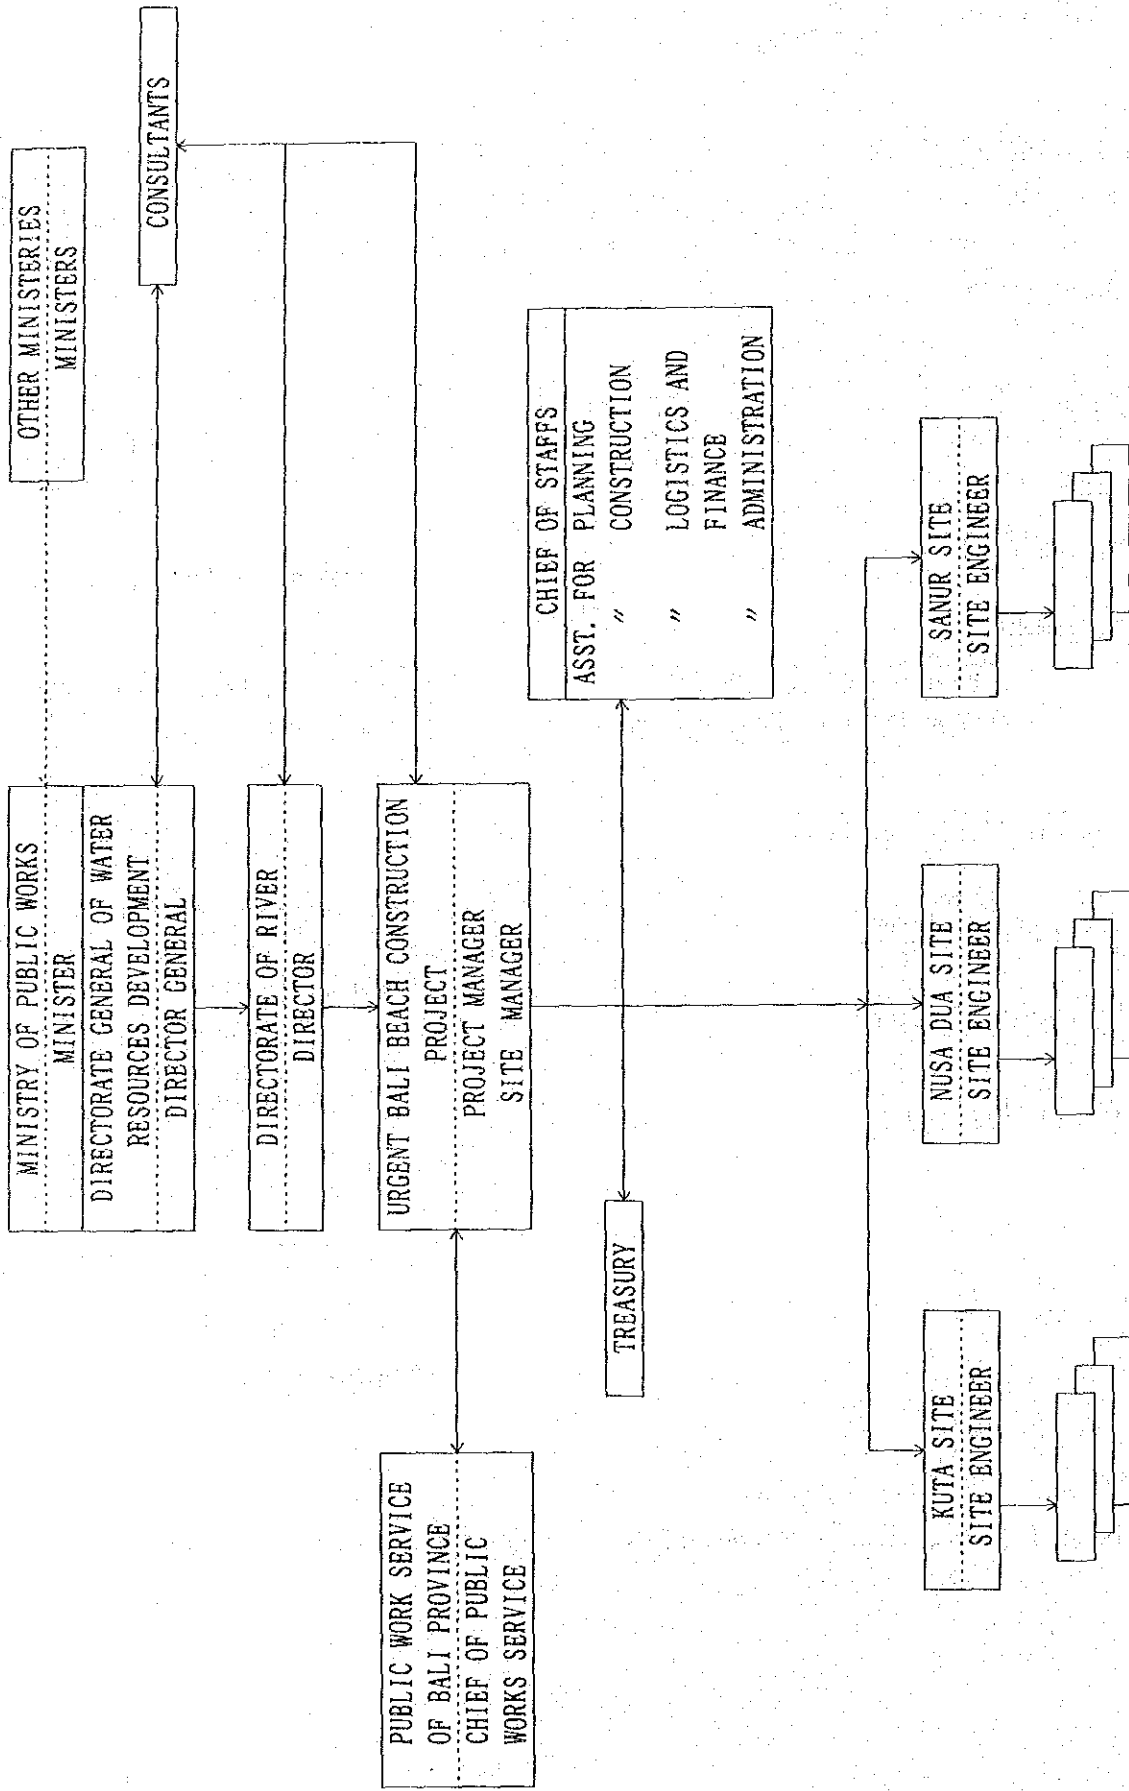 MINISTRY OF PUBLIC WORKS
MINISTER
DIRECTORATE GENERAL OF WATER
RESOURCES DEVELOPMENT
DIRECTOR GENERAL
OTHER MINISTERIES
MINISTERS
CONSULTANTS
DIRECTORATE OF RIVER
DIRECTOR
URGENT BALI BEACH CONSTRUCTION
PROJECT
PROJECT MANAGER
SITE MANAGER
PUBLIC WORK SERVICE
OF BALI PROVINCE
CHIEF OF PUBLIC
WORKS SERVICE
CHIEF OF STAFFS
ASST. FOR PLANNING
〃 CONSTRUCTION
〃 LOGISTICS AND
FINANCE
〃 ADMINISTRATION
TREASURY
KUTA SITE
SITE ENGINEER
NUSA DUA SITE
SITE ENGINEER
SANUR SITE
SITE ENGINEER